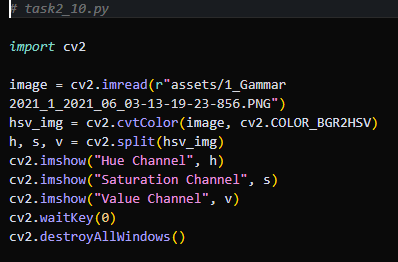 # task2_10.py
import cv2
image = cv2.imread(r"assets/1_Gammar
2021_1_2021_06_03-13-19-23-856.PNG")
hsv_img = cv2.cvtColor(image, cv2.COLOR_BGR2HSV)
h, s, v = cv2.split(hsv_img)
cv2.imshow("Hue Channel", h)
cv2.imshow("Saturation Channel", s)
cv2.imshow("Value Channel", v)
cv2.waitKey(0)
cv2.destroyAllWindows()